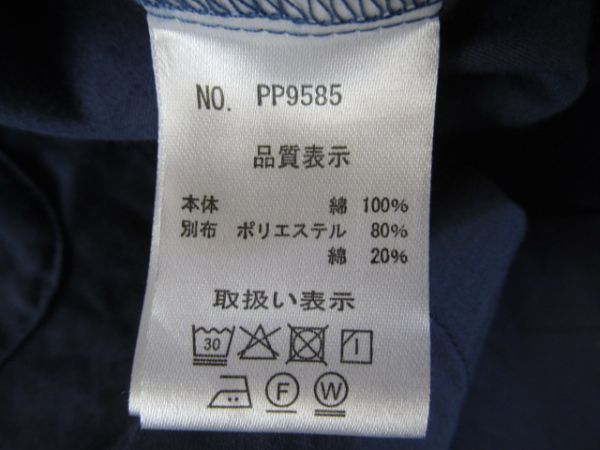 NO. PP9585
品質表示
本体 綿 100%
別布 ポリエステル 80%
綿 20%
取扱い表示
30
F W